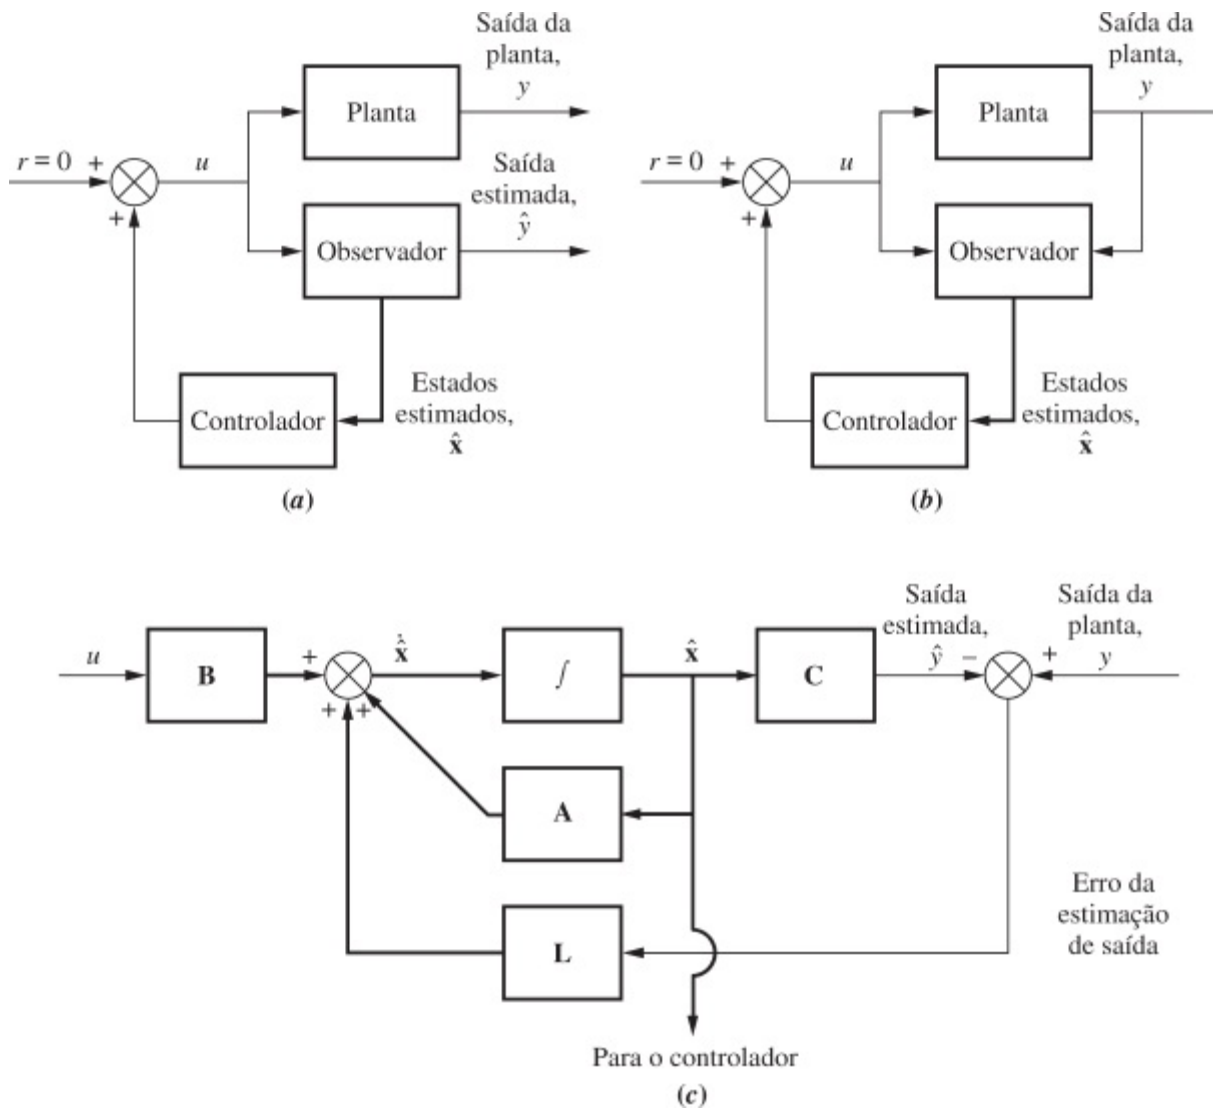 Saída da
planta,
y
Planta
r = 0
+
u
+
Saída
estimada,
ŷ
Observador
Controlador
Estados
estimados,
x̂
(a)
Saída da
planta,
y
Planta
r = 0
+
u
+
Observador
Controlador
Estados
estimados,
x̂
(b)
u
B
+
+
+
x̂̇
∫
x̂
C
Saída
estimada,
ŷ
–
+
Saída da
planta,
y
A
L
Erro da
estimação
de saída
Para o controlador
(c)